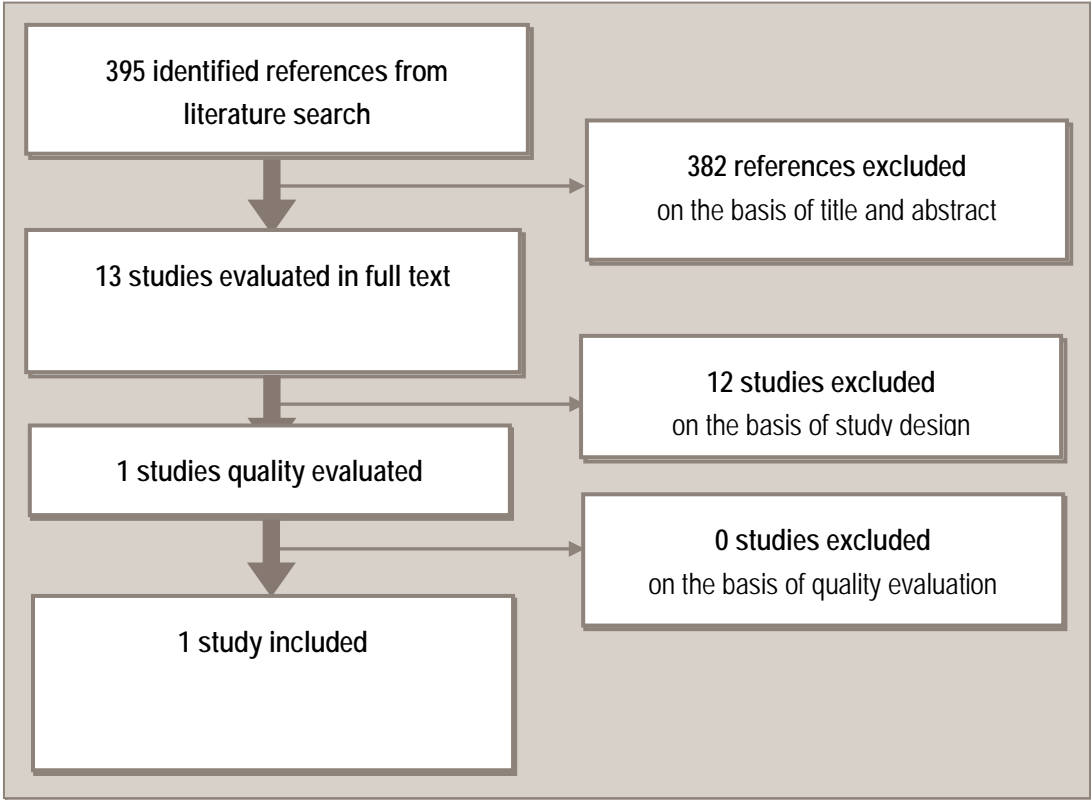 395 identified references from
literature search
382 references excluded
on the basis of title and abstract
13 studies evaluated in full text
12 studies excluded
on the basis of study design
1 studies quality evaluated
0 studies excluded
on the basis of quality evaluation
1 study included